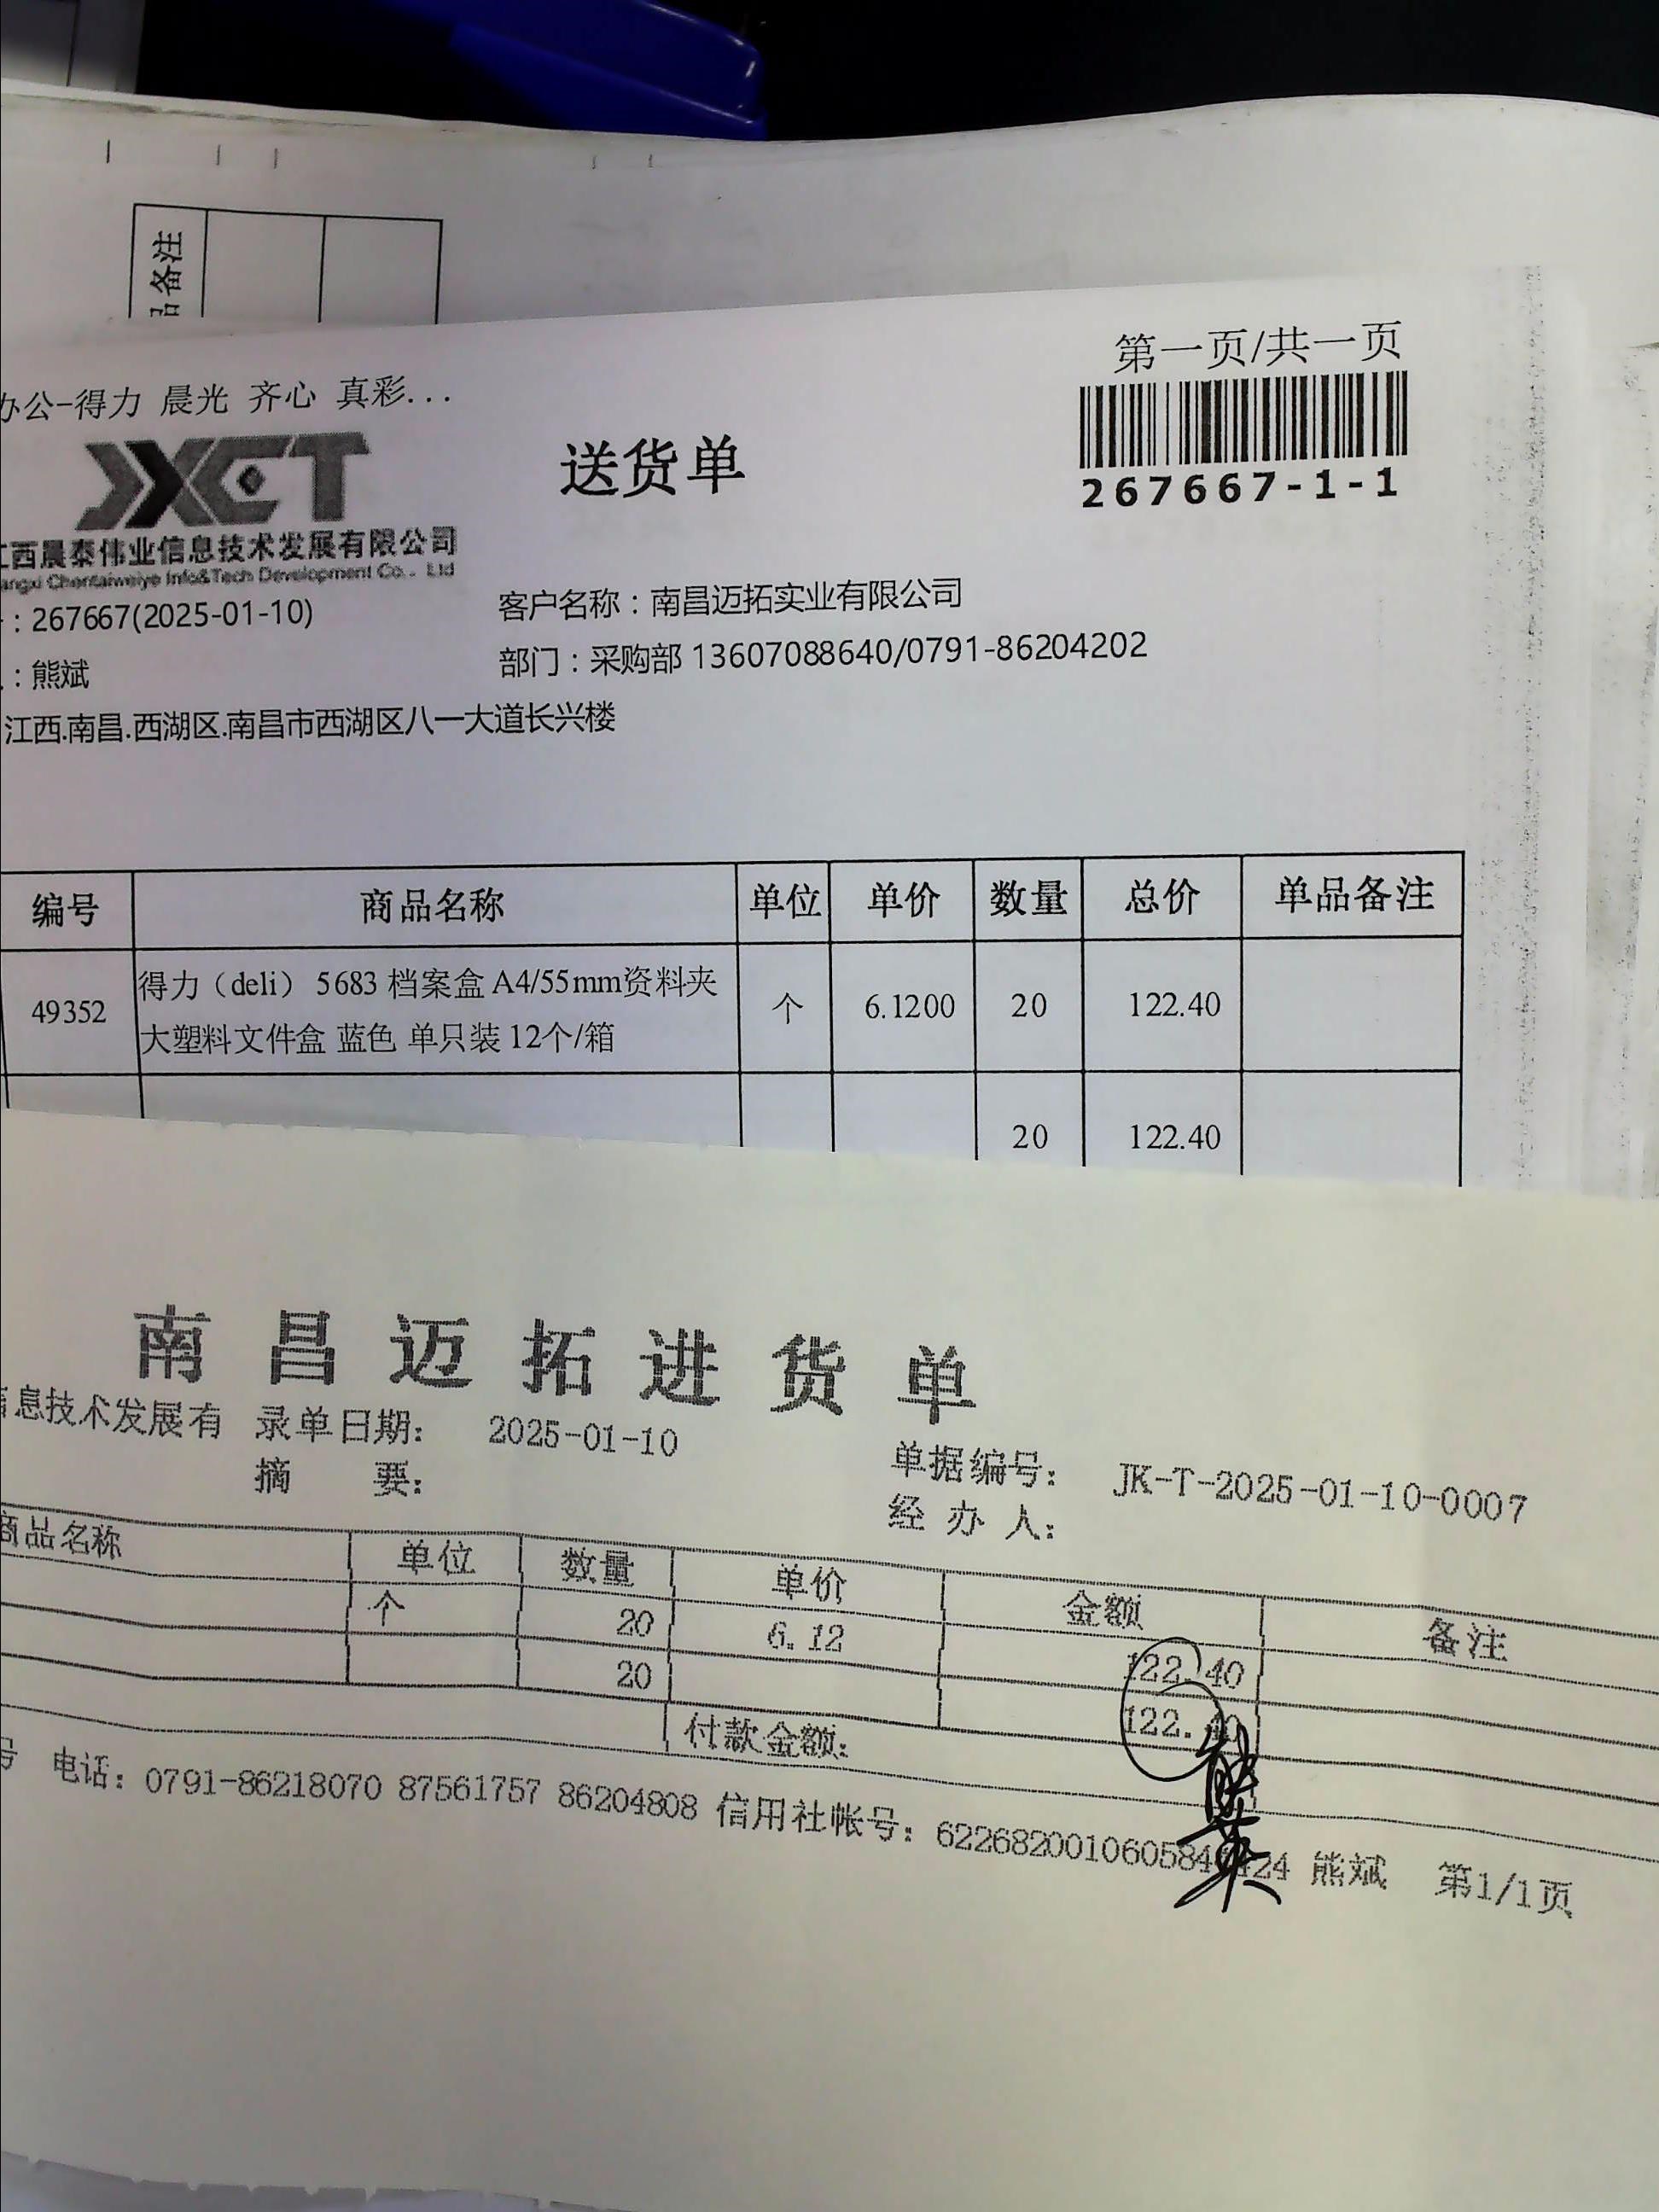 品备注
办公-得力 晨光 齐心 真彩...
第一页/共一页
JXCT
送货单
267667-1-1
江西晨泰伟业信息技术发展有限公司
angxi Chentaiweiye Info&Tech Development Co., Ltd
: 267667(2025-01-10)
客户名称：南昌迈拓实业有限公司
: 熊斌
部门：采购部 13607088640/0791-86204202
江西.南昌.西湖区.南昌市西湖区八一大道长兴楼
编号 商品名称 单位 单价 数量 总价 单品备注
49352 得力（deli） 5683 档案盒 A4/55mm资料夹 个 6.1200 20 122.40
大塑料文件盒 蓝色 单只装 12个/箱
20 122.40
南昌迈拓进货单
信息技术发展有 录单日期： 2025-01-10 单据编号： JK-T-2025-01-10-0007
摘 要： 经 办 人：
商品名称 单位 数量 单价 金额 备注
个 20 6.12 122.40
20 122.40
付款金额：
号 电话：0791-86218070 87561757 86204808 信用社帐号： 熊斌 第1/1页